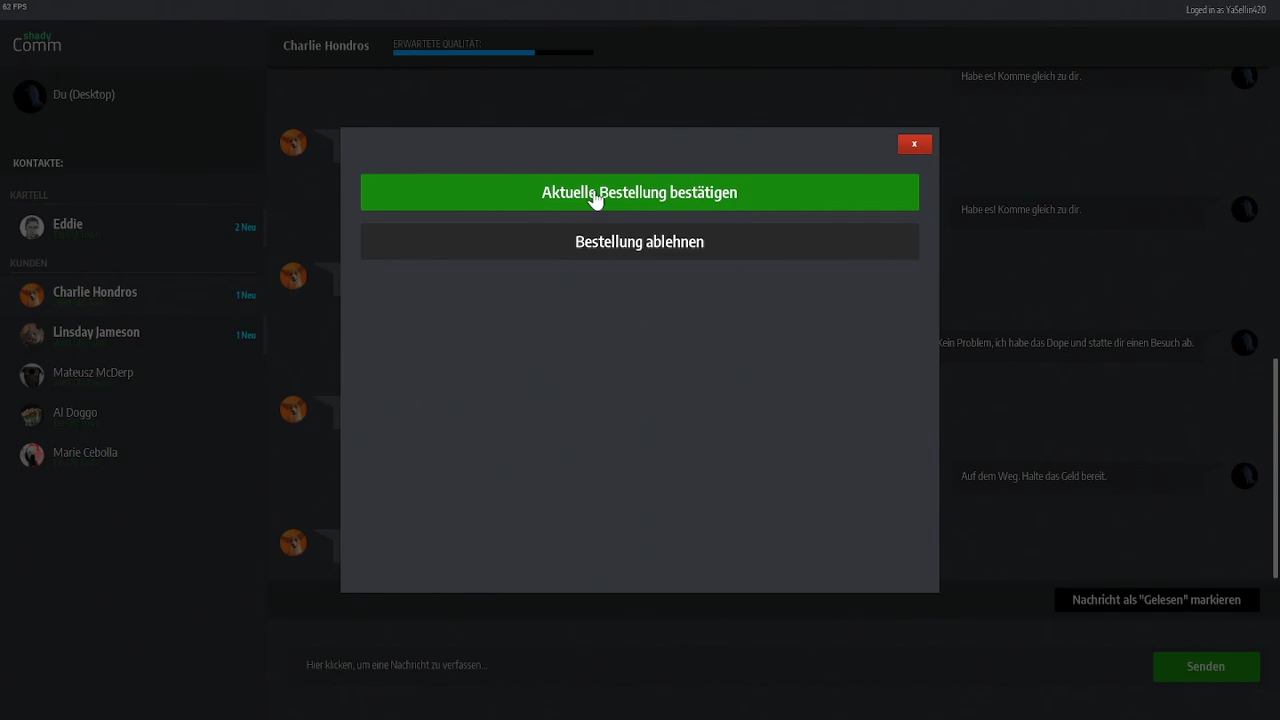 62 FPS
Loged in as YaSellin420
shady
Comm
Charlie Hondros
ERWARTETE QUALITÄT:
Du (Desktop)
KONTAKTE:
KARTELL
Eddie
2 Neu
KUNDEN
Charlie Hondros
1 Neu
Linsday Jameson
1 Neu
Mateusz McDerp
Al Doggo
Marie Cebolla
Habe es! Komme gleich zu dir.
x
Aktuelle Bestellung bestätigen
Bestellung ablehnen
Habe es! Komme gleich zu dir.
Kein Problem, ich habe das Dope und statte dir einen Besuch ab.
Auf dem Weg. Halte das Geld bereit.
Nachricht als "Gelesen" markieren
Hier klicken, um eine Nachricht zu verfassen...
Senden